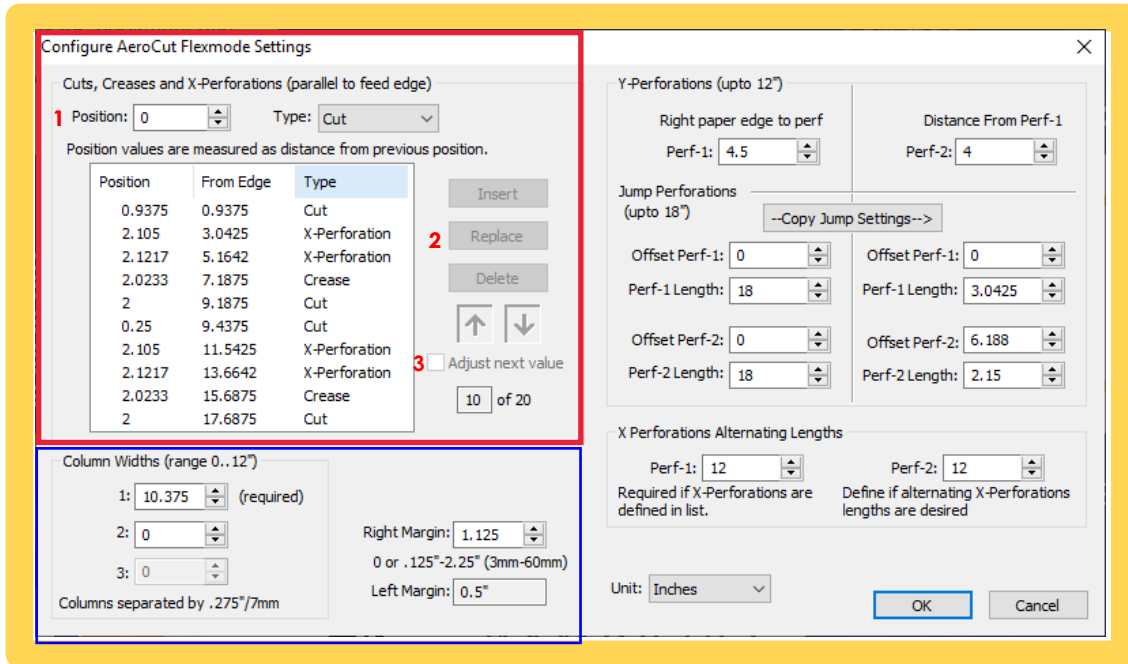 Configure AeroCut Flexmode Settings
Cuts, Creases and X-Perforations (parallel to feed edge)
1 Position: 0 Type: Cut
Position values are measured as distance from previous position.
Position From Edge Type
0.9375 0.9375 Cut
2.105 3.0425 X-Perforation
2.1217 5.1642 X-Perforation
2.0233 7.1875 Crease
2 9.1875 Cut
0.25 9.4375 Cut
2.105 11.5425 X-Perforation
2.1217 13.6642 X-Perforation
2.0233 15.6875 Crease
2 17.6875 Cut
Insert
2 Replace
Delete
3 Adjust next value
10 of 20
Column Widths (range 0..12")
1: 10.375 (required)
2: 0
3: 0
Columns separated by .275"/7mm
Right Margin: 1.125
0 or .125"-2.25" (3mm-60mm)
Left Margin: 0.5"
Y-Perforations (upto 12")
Right paper edge to perf
Perf-1: 4.5
Distance From Perf-1
Perf-2: 4
Jump Perforations
(upto 18")
--Copy Jump Settings-->
Offset Perf-1: 0
Perf-1 Length: 18
Offset Perf-2: 0
Perf-2 Length: 18
Offset Perf-1: 0
Perf-1 Length: 3.0425
Offset Perf-2: 6.188
Perf-2 Length: 2.15
X Perforations Alternating Lengths
Perf-1: 12
Required if X-Perforations are
defined in list.
Perf-2: 12
Define if alternating X-Perforations
lengths are desired
Unit: Inches
OK
Cancel